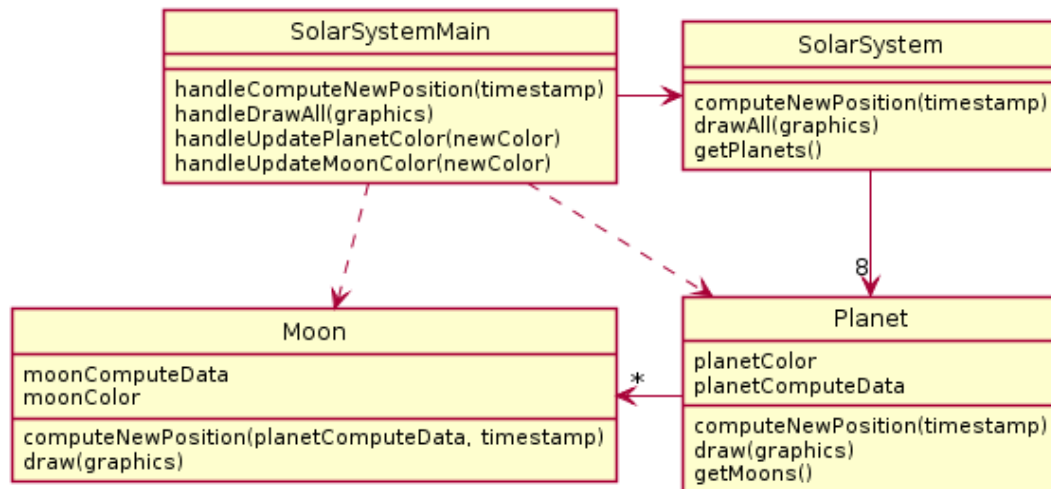 SolarSystemMain
handleComputeNewPosition(timestamp)
handleDrawAll(graphics)
handleUpdatePlanetColor(newColor)
handleUpdateMoonColor(newColor)
SolarSystem
computeNewPosition(timestamp)
drawAll(graphics)
getPlanets()
8
Moon
moonComputeData
moonColor
computeNewPosition(planetComputeData, timestamp)
draw(graphics)
*
Planet
planetColor
planetComputeData
computeNewPosition(timestamp)
draw(graphics)
getMoons()